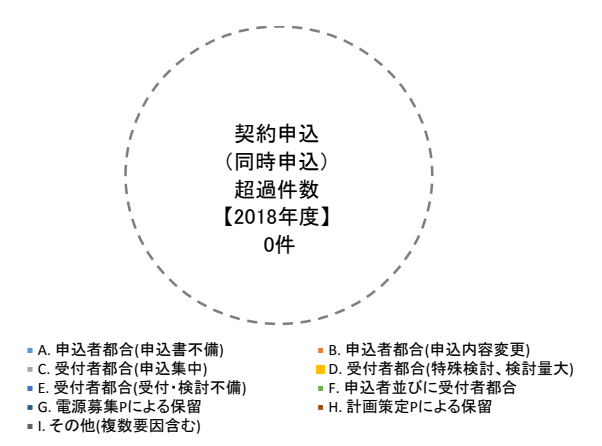 契約申込
(同時申込)
超過件数
【2018年度】
0件
A. 申込者都合(申込書不備)
B. 申込者都合(申込内容変更)
C. 受付者都合(申込集中)
D. 受付者都合(特殊検討、検討量大)
E. 受付者都合(受付・検討不備)
F. 申込者並びに受付者都合
G. 電源募集Pによる保留
H. 計画策定Pによる保留
I. その他(複数要因含む)